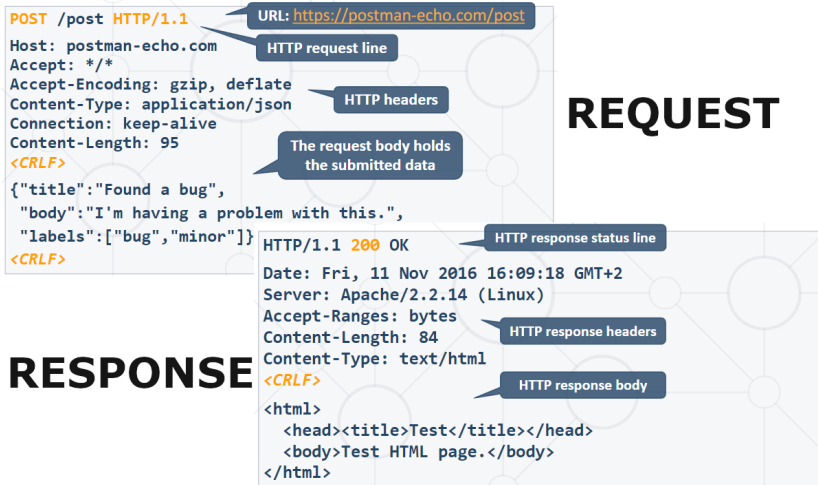 POST /post HTTP/1.1
URL: https://postman-echo.com/post
HTTP request line
Host: postman-echo.com
Accept: */*
Accept-Encoding: gzip, deflate
Content-Type: application/json
Connection: keep-alive
Content-Length: 95
<CRLF>
HTTP headers
The request body holds
the submitted data
{"title":"Found a bug",
"body":"I'm having a problem with this.",
"labels":["bug","minor"]}
<CRLF>
REQUEST
RESPONSE
HTTP/1.1 200 OK
HTTP response status line
Date: Fri, 11 Nov 2016 16:09:18 GMT+2
Server: Apache/2.2.14 (Linux)
Accept-Ranges: bytes
Content-Length: 84
Content-Type: text/html
<CRLF>
HTTP response headers
HTTP response body
<html>
<head><title>Test</title></head>
<body>Test HTML page.</body>
</html>